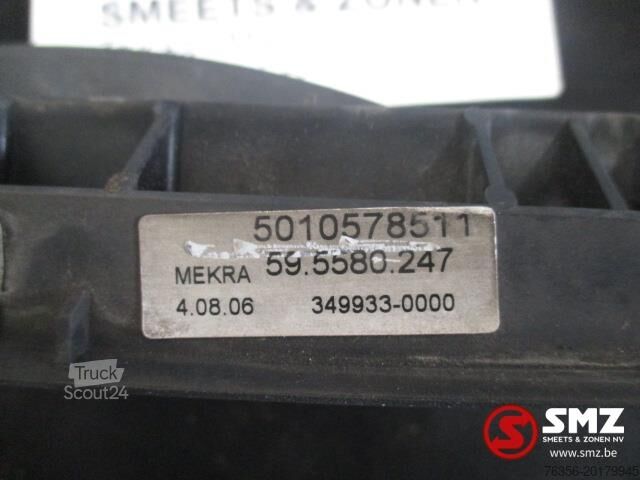 SMEETS & ZONEN
5010578511
MEKRA 59.5580.247
4.08.06 349933-0000
Truck
Scout24
SMZ
SMEETS & ZONEN NV
www.smz.be
76356-20179945